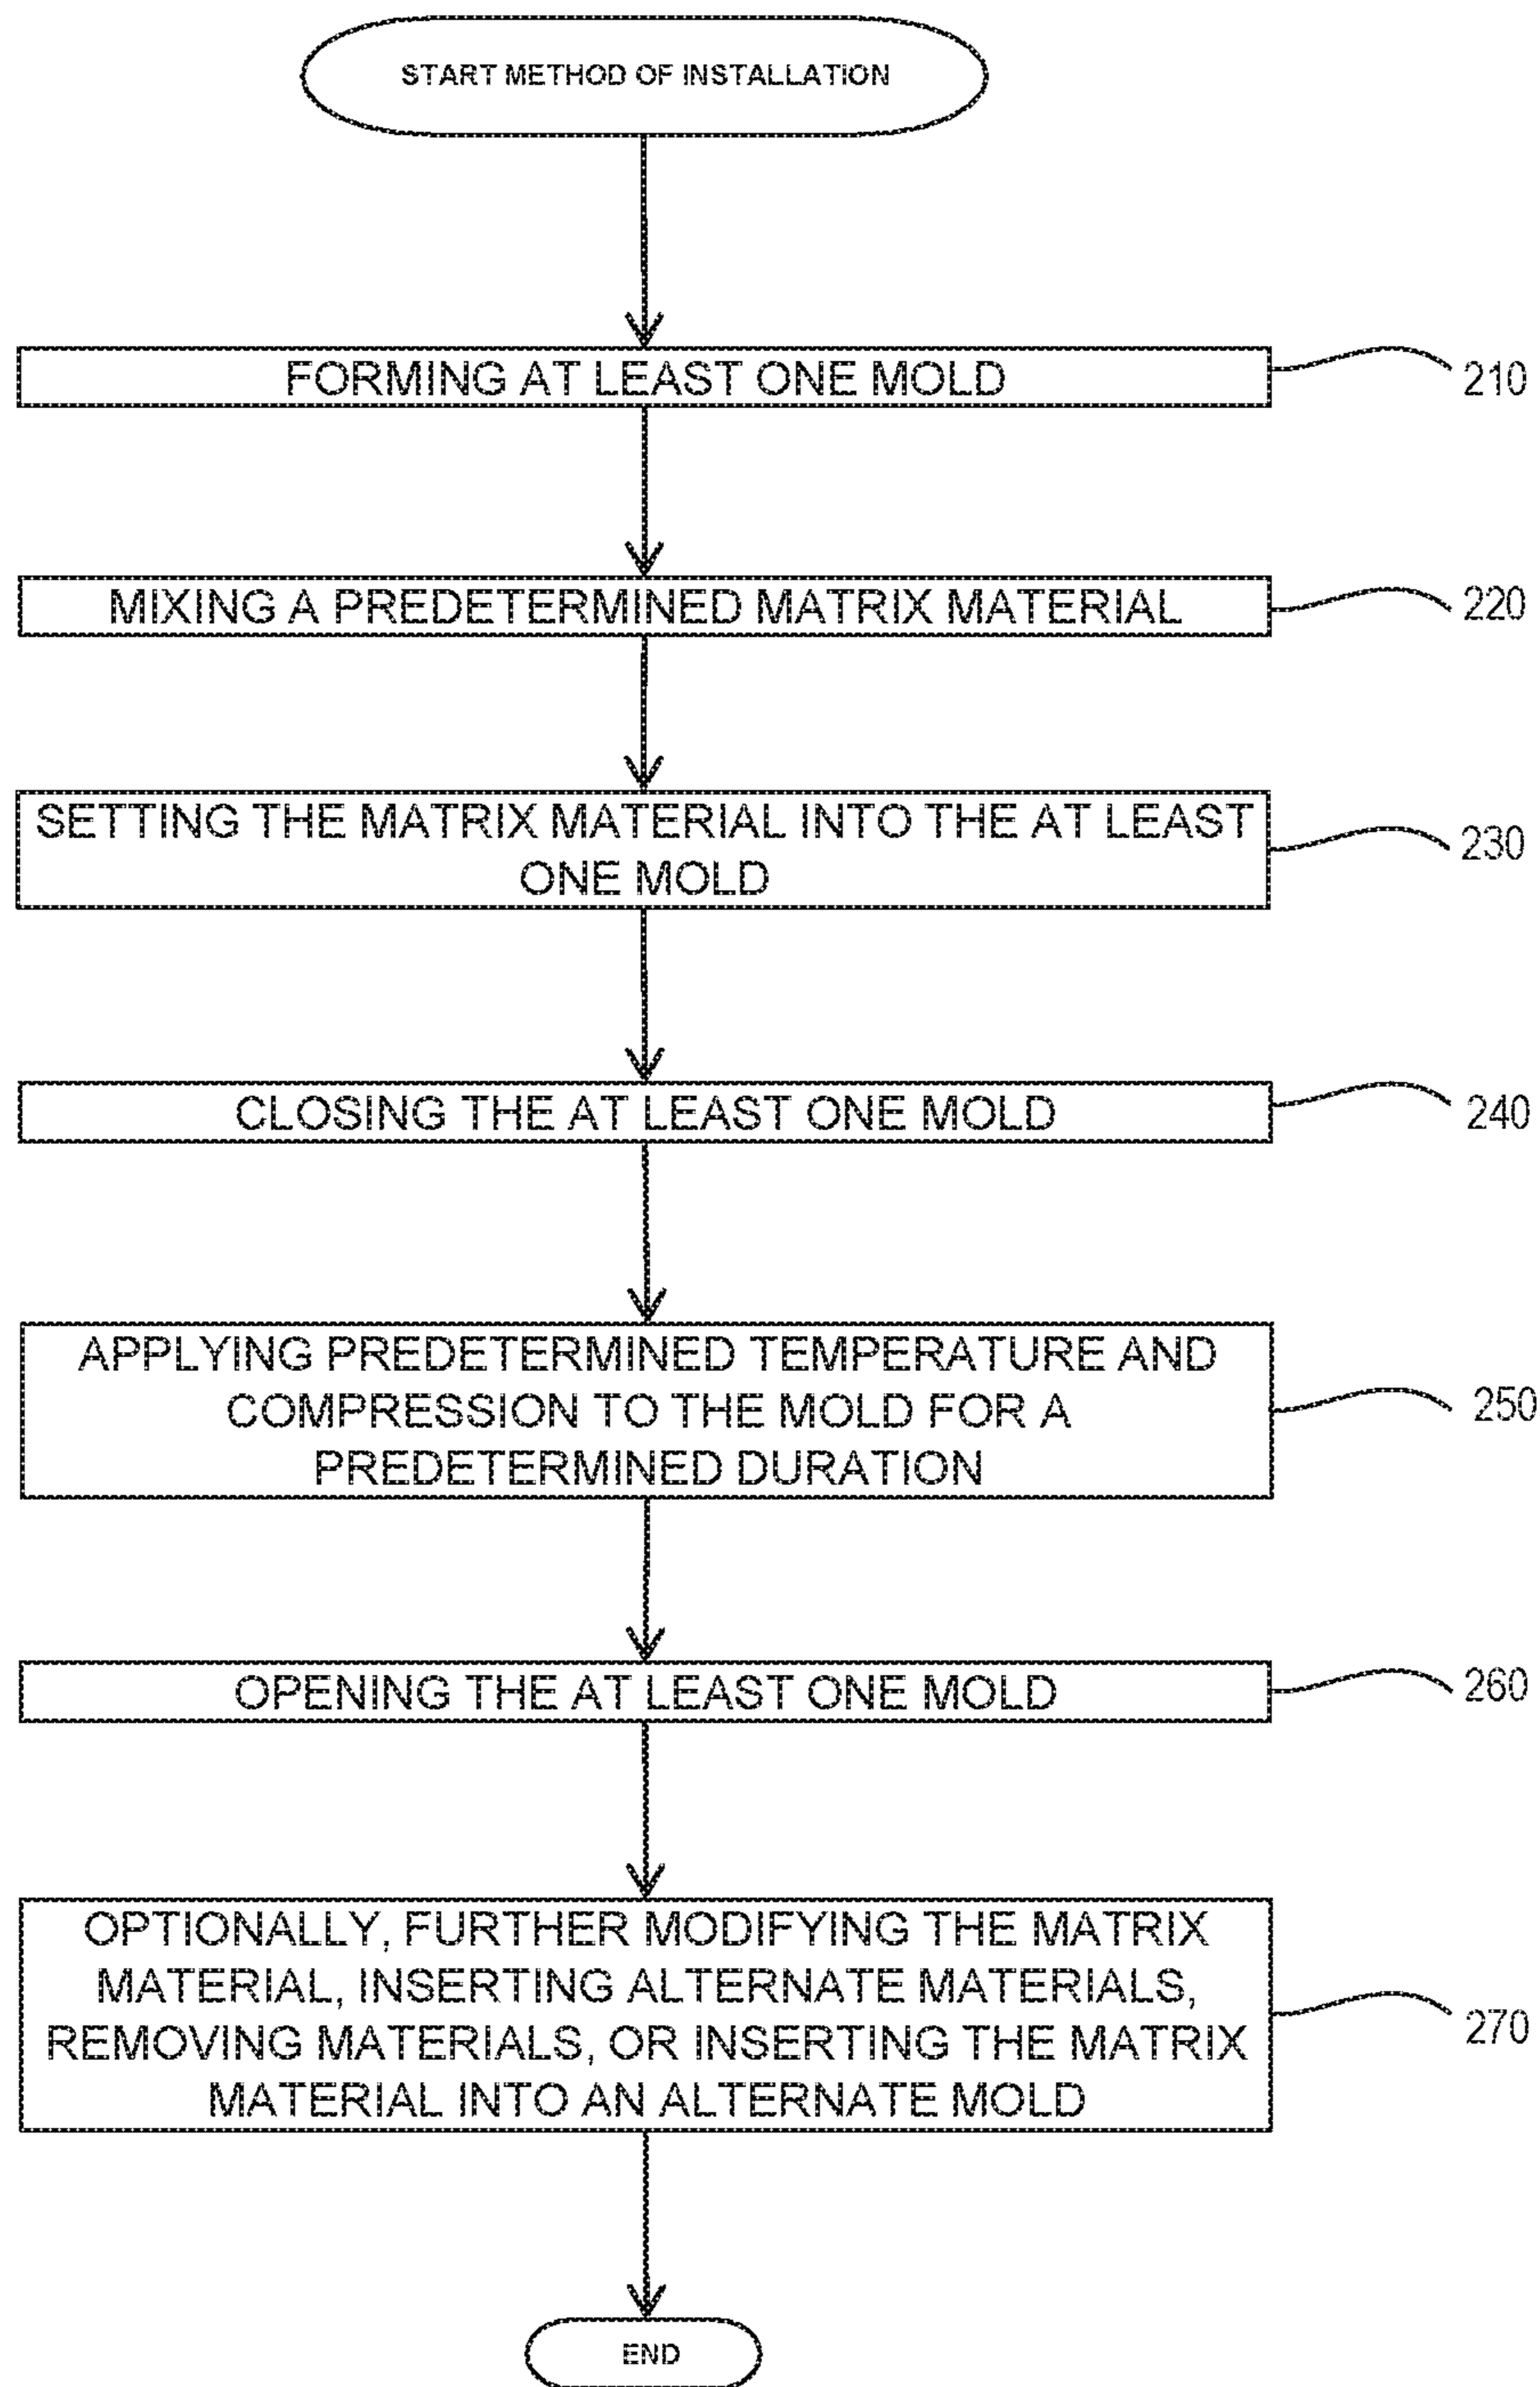 START METHOD OF INSTALLATION
FORMING AT LEAST ONE MOLD
210
MIXING A PREDETERMINED MATRIX MATERIAL
220
SETTING THE MATRIX MATERIAL INTO THE AT LEAST
ONE MOLD
230
CLOSING THE AT LEAST ONE MOLD
240
APPLYING PREDETERMINED TEMPERATURE AND
COMPRESSION TO THE MOLD FOR A
PREDETERMINED DURATION
250
OPENING THE AT LEAST ONE MOLD
260
OPTIONALLY, FURTHER MODIFYING THE MATRIX
MATERIAL, INSERTING ALTERNATE MATERIALS,
REMOVING MATERIALS, OR INSERTING THE MATRIX
MATERIAL INTO AN ALTERNATE MOLD
270
END